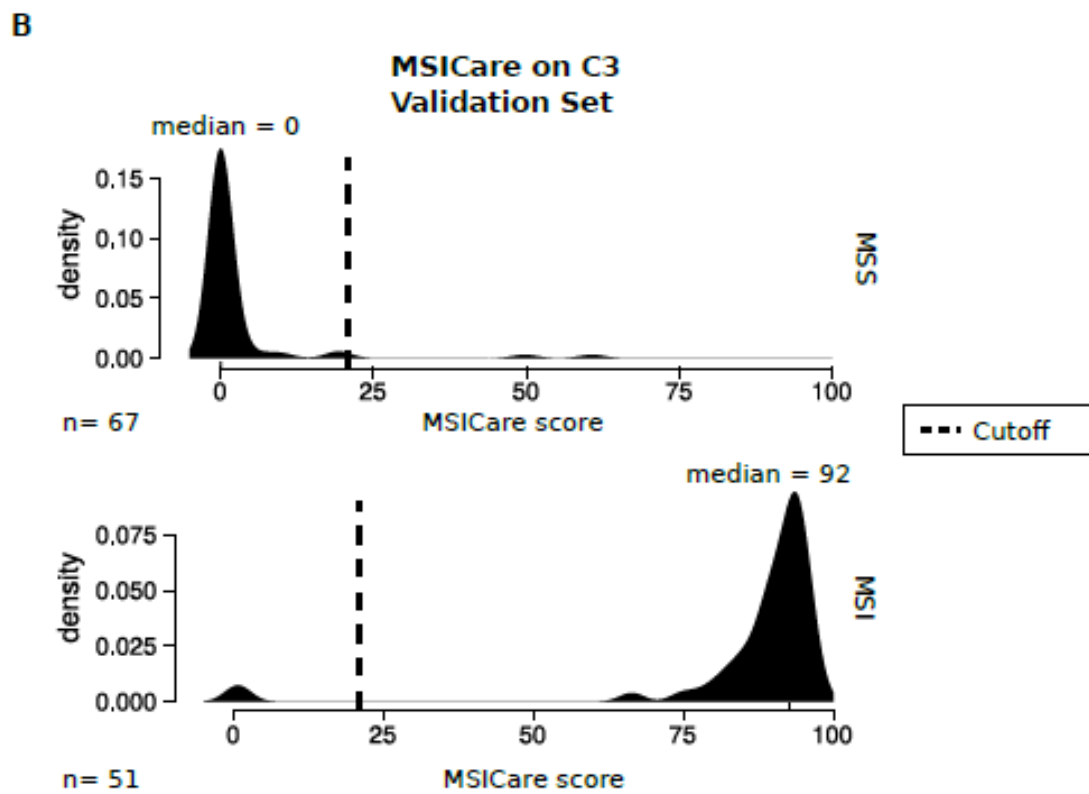 B
MSICare on C3
Validation Set
median = 0
0.15
0.10
0.05
0.00
density
MSS
0 25 50 75 100
n= 67 MSICare score
Cutoff
median = 92
0.075
0.050
0.025
0.000
density
MSI
0 25 50 75 100
n= 51 MSICare score